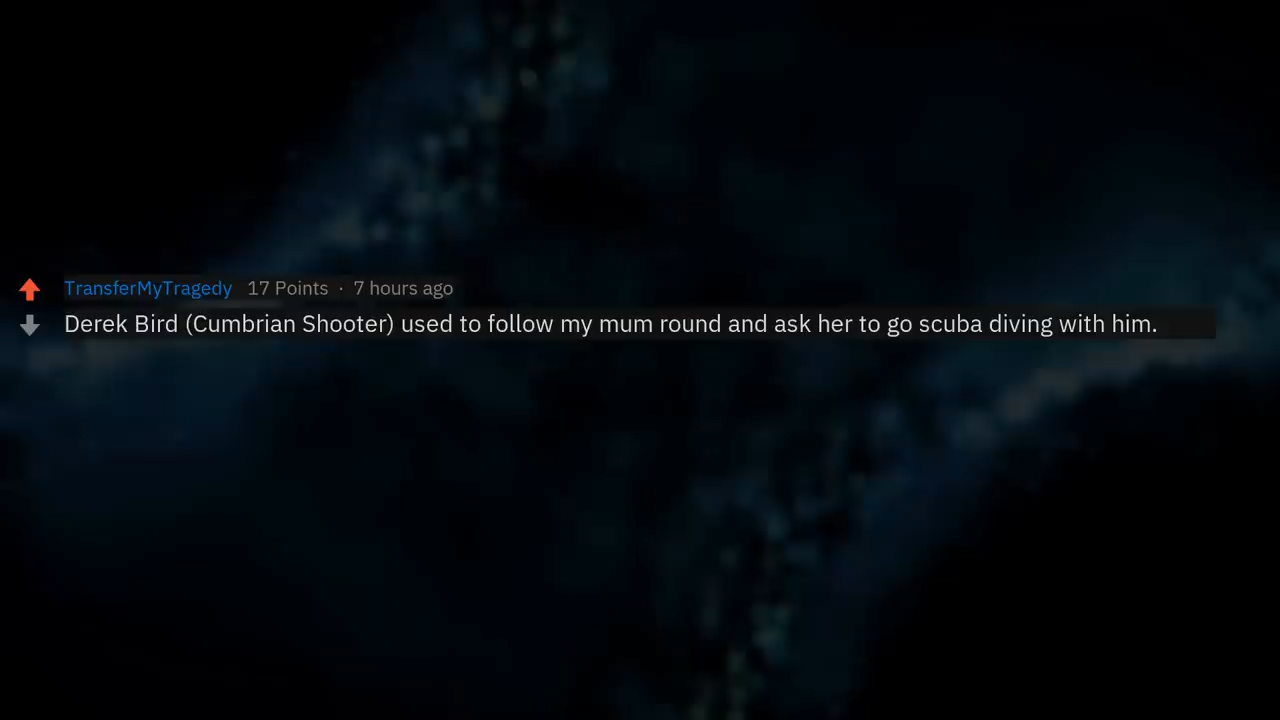 TransferMyTragedy 17 Points · 7 hours ago
Derek Bird (Cumbrian Shooter) used to follow my mum round and ask her to go scuba diving with him.